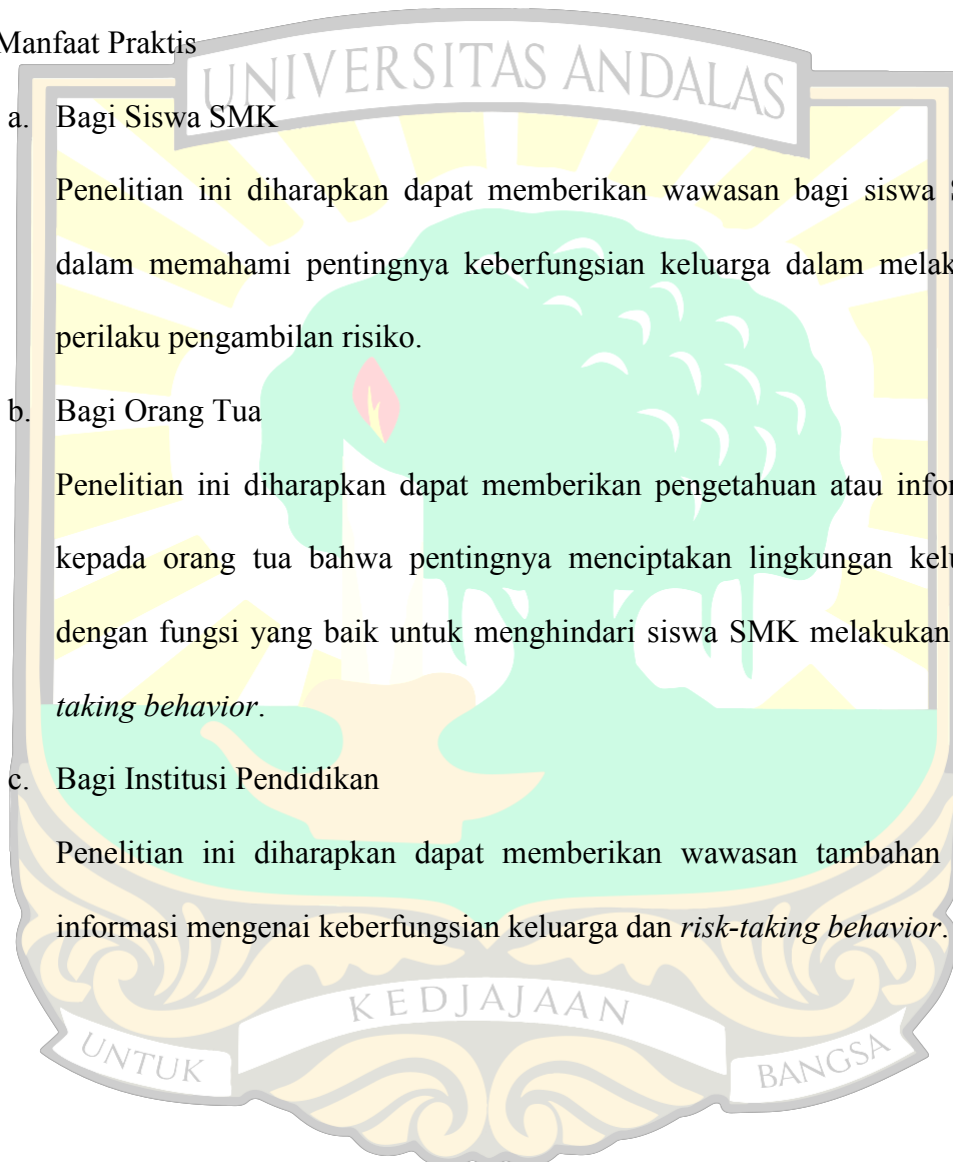 Manfaat Praktis
UNIVERSITAS ANDALAS
a. Bagi Siswa SMK
Penelitian ini diharapkan dapat memberikan wawasan bagi siswa
dalam memahami pentingnya keberfungsian keluarga dalam
perilaku pengambilan risiko.
b. Bagi Orang Tua
Penelitian ini diharapkan dapat memberikan pengetahuan atau
kepada orang tua bahwa pentingnya menciptakan lingkungan
dengan fungsi yang baik untuk menghindari siswa SMK melakukan
taking behavior.
c. Bagi Institusi Pendidikan
Penelitian ini diharapkan dapat memberikan wawasan tambahan
informasi mengenai keberfungsian keluarga dan risk-taking behavior.
KEDJAJAAN
UNTUK
BANGSA